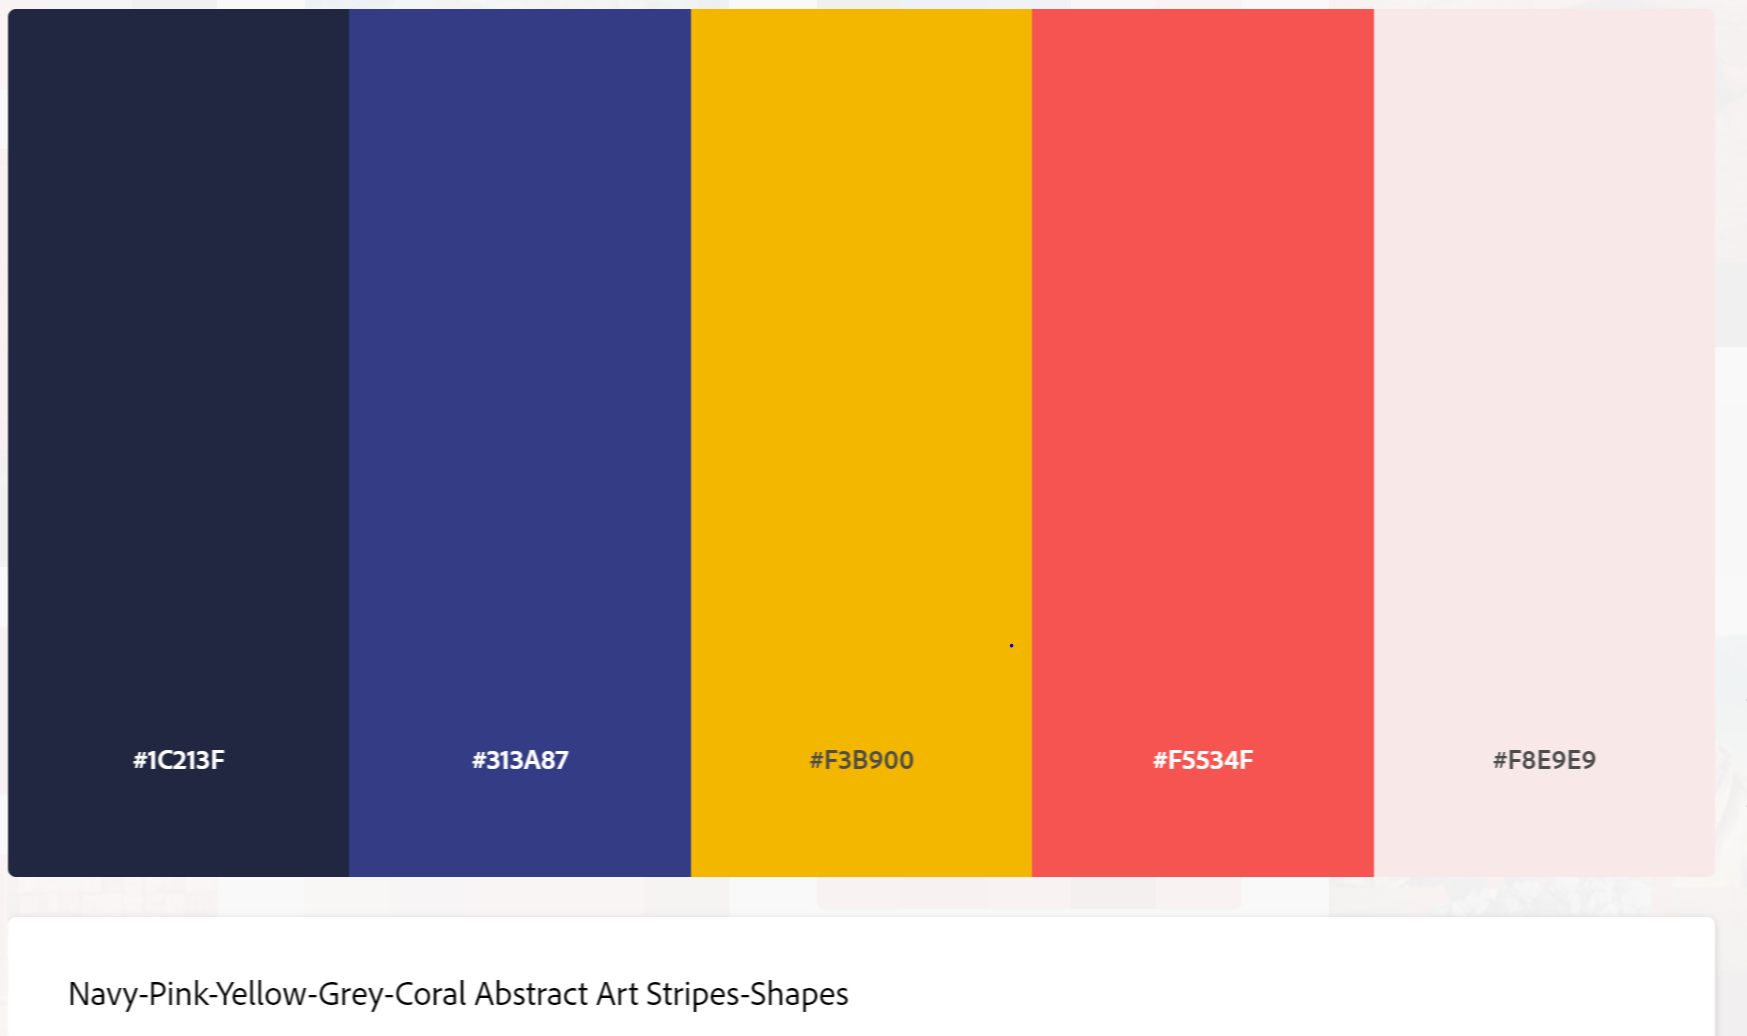 #1C213F #313A87 #F3B900 #F5534F #F8E9E9
Navy-Pink-Yellow-Grey-Coral Abstract Art Stripes-Shapes